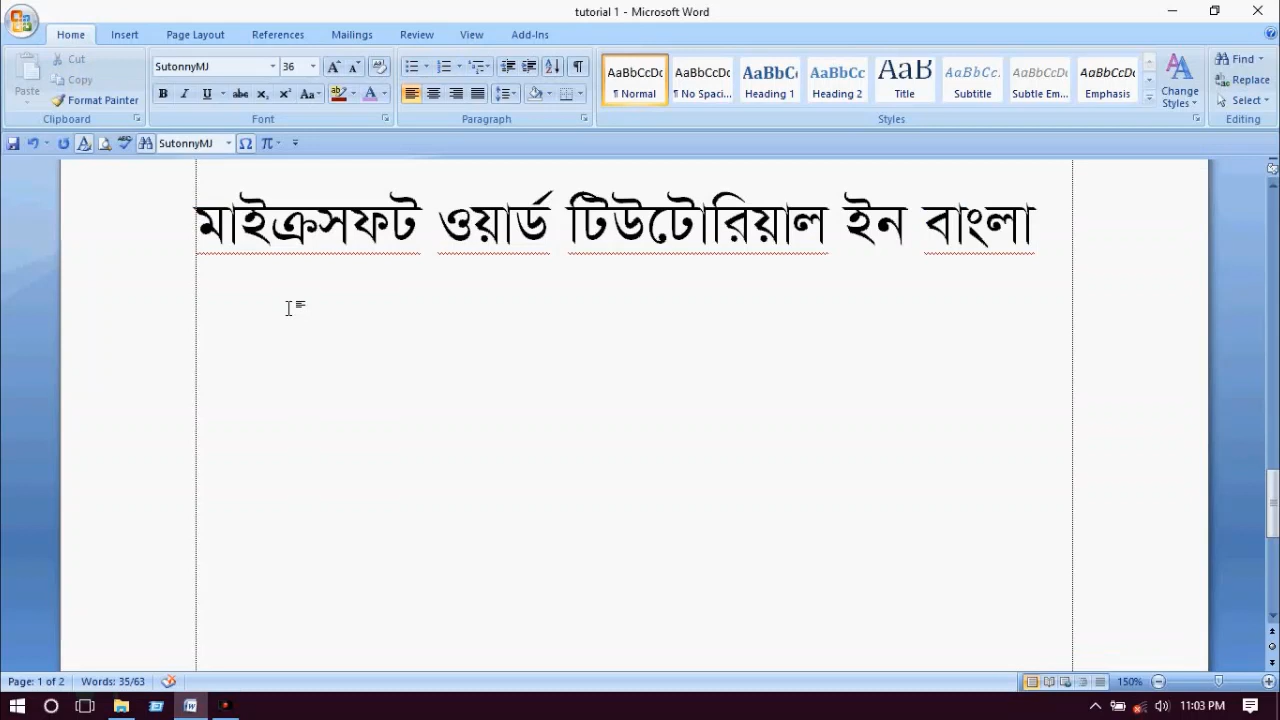 tutorial 1 - Microsoft Word
Home Insert Page Layout References Mailings Review View Add-Ins
Cut
Copy
Format Painter
Paste
Clipboard
SutonnyMJ 36
Font
Paragraph
AaBbCcDc AaBbCcDc AaBbC AaBbCc AaB AaBbCc. AaBbCcDc AaBbCcDc
¶ Normal ¶ No Spaci... Heading 1 Heading 2 Title Subtitle Subtle Em... Emphasis
Styles
Change Styles
Find
Replace
Select
Editing
SutonnyMJ
মাইক্রসফট ওয়ার্ড টিউটোরিয়াল ইন বাংলা
Page: 1 of 2 Words: 35/63 150%
11:03 PM